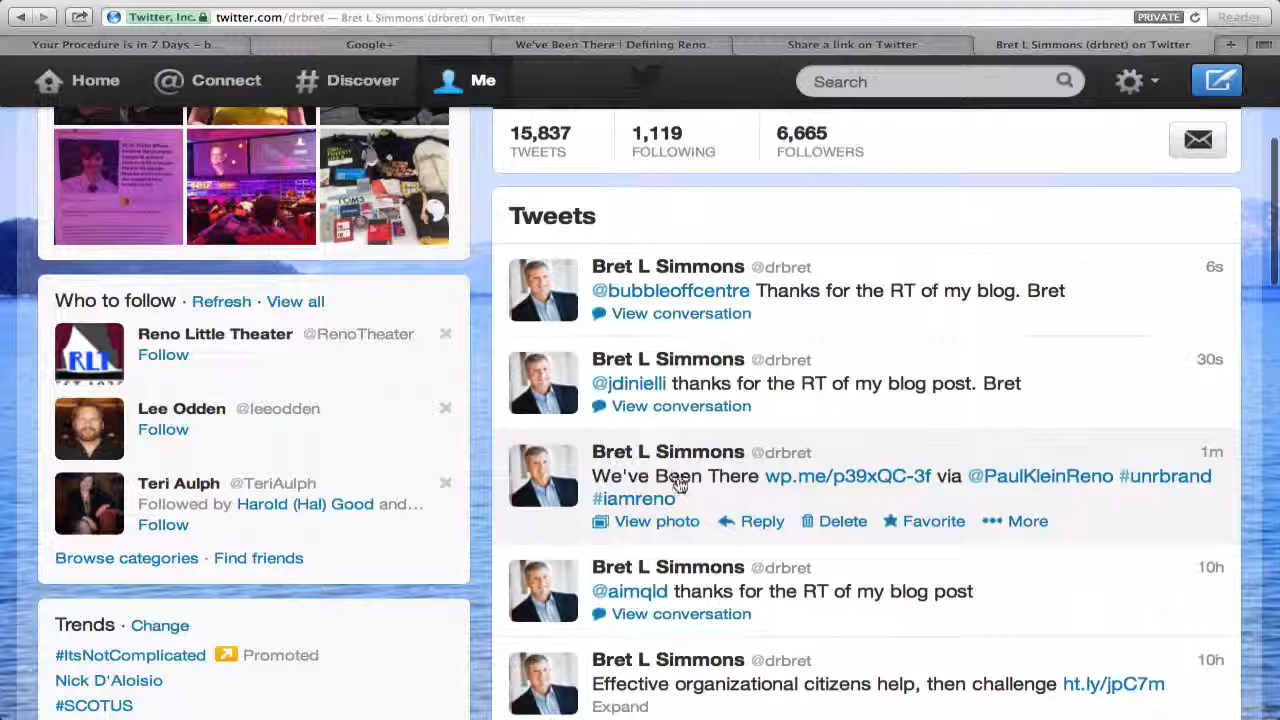 Twitter, Inc. twitter.com/drbret — Bret L Simmons (drbret) on Twitter PRIVATE Reader
Your Procedure is in 7 Days – b... Google+ We've Been There | Defining Reno... Share a link on Twitter Bret L Simmons (drbret) on Twitter +
Home @ Connect # Discover Me Search
15,837 1,119 6,665
TWEETS FOLLOWING FOLLOWERS
TOMS
Who to follow · Refresh · View all
RLT
Reno Little Theater @RenoTheater ×
Follow
Lee Odden @leeodden ×
Follow
Teri Aulph @TeriAulph ×
Followed by Harold (Hal) Good and...
Follow
Browse categories · Find friends
Trends · Change
#ItsNotComplicated Promoted
Nick D'Aloisio
#SCOTUS
Tweets
Bret L Simmons @drbret 6s
@bubbleoffcentre Thanks for the RT of my blog. Bret
View conversation
Bret L Simmons @drbret 30s
@jdinielli thanks for the RT of my blog post. Bret
View conversation
Bret L Simmons @drbret 1m
We've Been There wp.me/p39xQC-3f via @PaulKleinReno #unrbrand
#iamreno
View photo Reply Delete Favorite ••• More
Bret L Simmons @drbret 10h
@aimqld thanks for the RT of my blog post
View conversation
Bret L Simmons @drbret 10h
Effective organizational citizens help, then challenge ht.ly/jpC7m
Expand